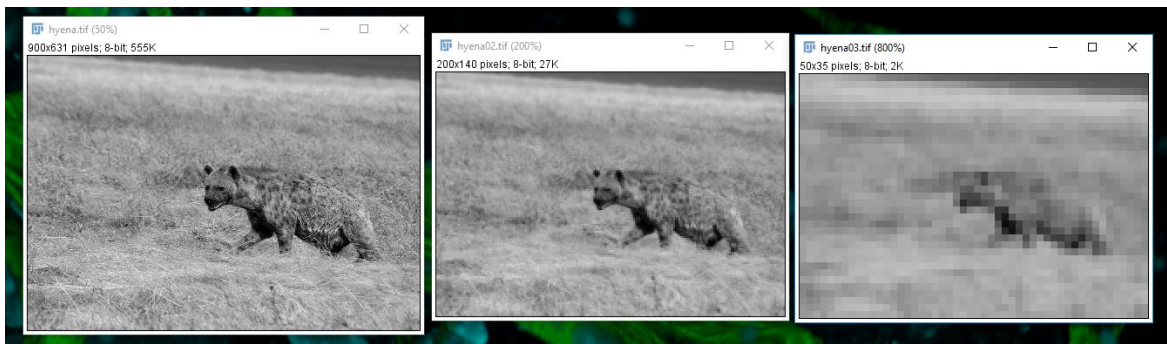 hyena.tif (50%)
900x631 pixels; 8-bit; 555K
hyena02.tif (200%)
200x140 pixels; 8-bit; 27K
hyena03.tif (800%)
50x35 pixels; 8-bit; 2K